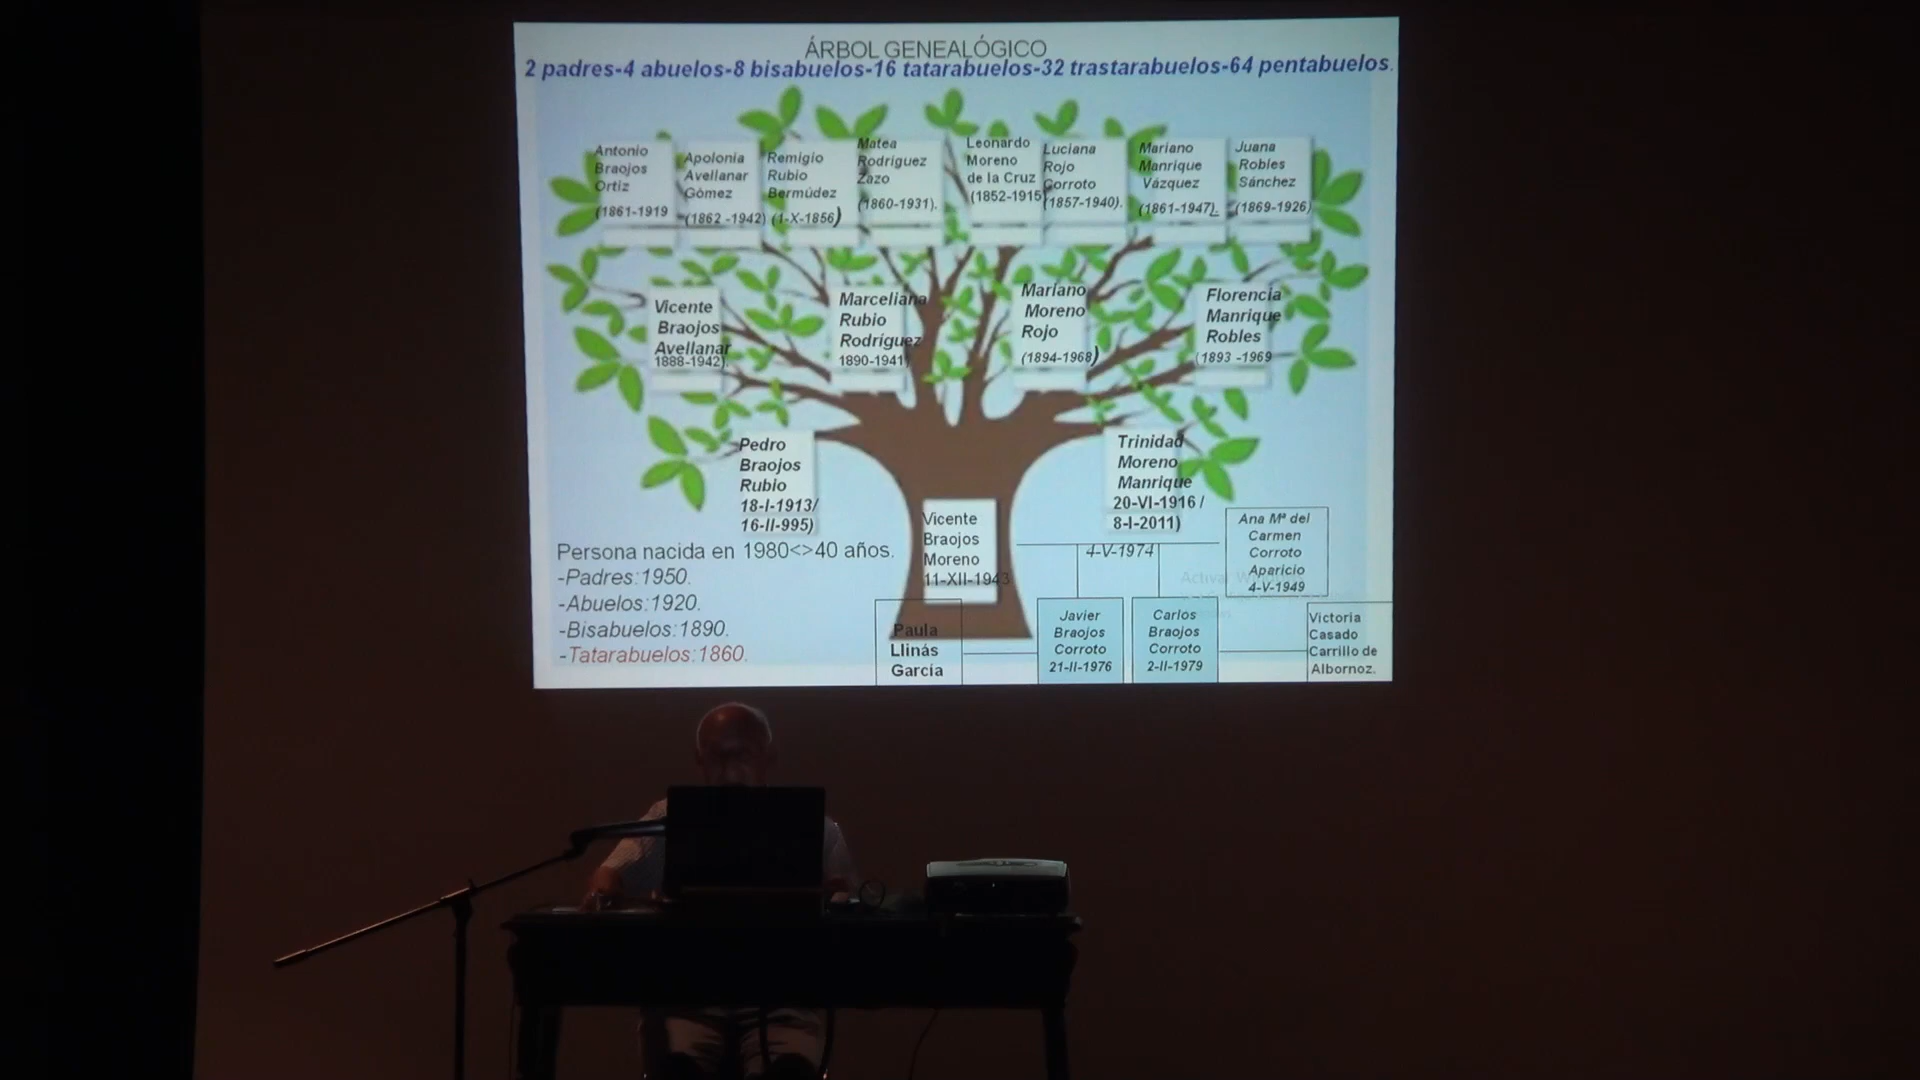 ÁRBOL GENEALÓGICO
2 padres-4 abuelos-8 bisabuelos-16 tatarabuelos-32 trastarabuelos-64 pentabuelos.
Antonio
Braojos
Ortiz
(1861-1919
Apolonia
Avellanar
Gómez
(1862 -1942)
Remigio
Rubio
Bermúdez
(1-X-1856)
Matea
Rodríguez
Zazo
(1860-1931).
Leonardo
Moreno
de la Cruz
(1852-1915)
Luciana
Rojo
Corroto
(1857-1940).
Mariano
Manrique
Vázquez
(1861-1947).
Juana
Robles
Sánchez
(1869-1926)
Vicente
Braojos
Avellanar
1888-1942).
Marceliana
Rubio
Rodríguez
1890-1941)
Mariano
Moreno
Rojo
(1894-1968)
Florencia
Manrique
Robles
(1893 -1969
Pedro
Braojos
Rubio
18-I-1913/
16-II-995)
Trinidad
Moreno
Manrique
20-VI-1916 /
8-I-2011)
Vicente
Braojos
Moreno
11-XII-1943
4-V-1974
Ana Mª del
Carmen
Corroto
Aparicio
4-V-1949
Persona nacida en 1980<>40 años.
-Padres:1950.
-Abuelos:1920.
-Bisabuelos:1890.
-Tatarabuelos:1860.
Paula
Llinás
García
Javier
Braojos
Corroto
21-II-1976
Carlos
Braojos
Corroto
2-II-1979
Victoria
Casado
Carrillo de
Albornoz.